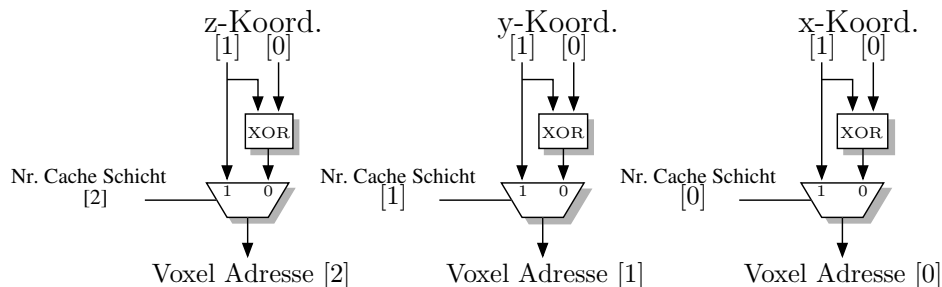 z-Koord. y-Koord. x-Koord.
[1] [0] [1] [0] [1] [0]
XOR XOR XOR
Nr. Cache Schicht Nr. Cache Schicht Nr. Cache Schicht
1 0 1 0 1 0
[2] [1] [0]
Voxel Adresse [2] Voxel Adresse [1] Voxel Adresse [0]